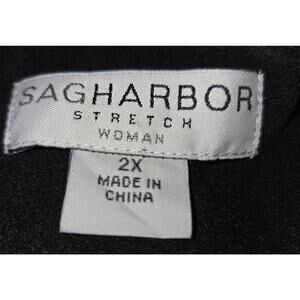 SAGHARBOR
STRETCH
WOMAN
2X
MADE IN
CHINA